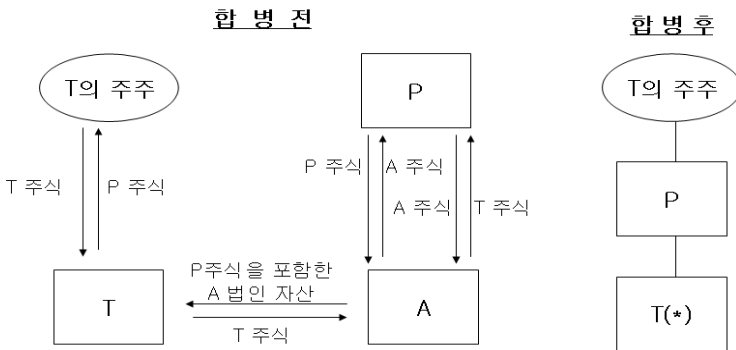 합 병 전
합 병 후
T의 주주
P
T의 주주
T 주식
P 주식
P 주식
A 주식
A 주식
T 주식
P
T
P주식을 포함한
A 법인 자산
T 주식
A
T(*)